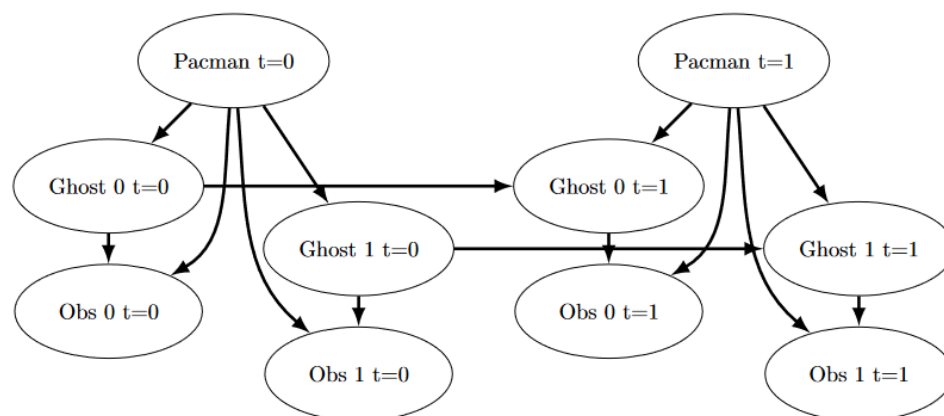 Pacman t=0
Pacman t=1
Ghost 0 t=0
Ghost 0 t=1
Ghost 1 t=0
Ghost 1 t=1
Obs 0 t=0
Obs 0 t=1
Obs 1 t=0
Obs 1 t=1